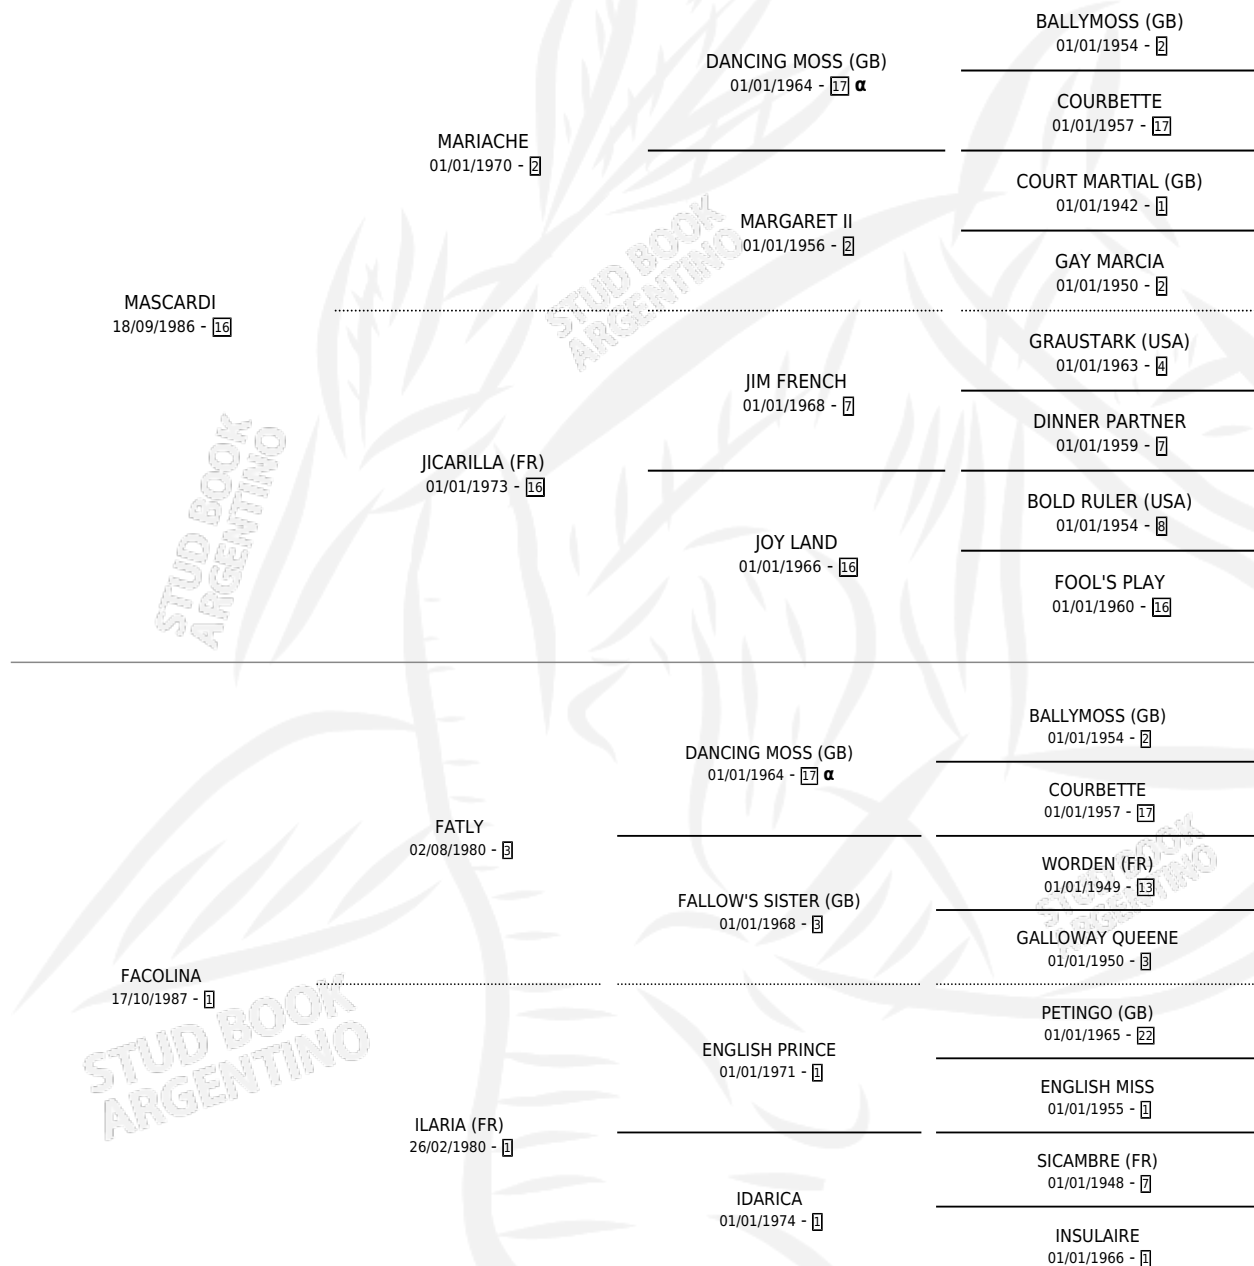 BALLYMOSS (GB)
01/01/1954 - 2
DANCING MOSS (GB)
01/01/1964 - 17 α
COURBETTE
01/01/1957 - 17
MARIACHE
01/01/1970 - 2
COURT MARTIAL (GB)
01/01/1942 - 1
MARGARET II
01/01/1956 - 2
GAY MARCIA
01/01/1950 - 2
STUD BOOK
ARGENTINO
MASCARDI
18/09/1986 - 16
GRAUSTARK (USA)
01/01/1963 - 4
JIM FRENCH
01/01/1968 - 7
DINNER PARTNER
01/01/1959 - 7
JICARILLA (FR)
01/01/1973 - 16
BOLD RULER (USA)
01/01/1954 - 8
JOY LAND
01/01/1966 - 16
FOOL'S PLAY
01/01/1960 - 16
STUD BOOK
ARGENTINO
BALLYMOSS (GB)
01/01/1954 - 2
DANCING MOSS (GB)
01/01/1964 - 17 α
COURBETTE
01/01/1957 - 17
FATLY
02/08/1980 - 3
WORDEN (FR)
01/01/1949 - 13
FALLOW'S SISTER (GB)
01/01/1968 - 3
GALLOWAY QUEENE
01/01/1950 - 3
STUD BOOK
ARGENTINO
FACOLINA
17/10/1987 - 1
PETINGO (GB)
01/01/1965 - 22
ENGLISH PRINCE
01/01/1971 - 1
ENGLISH MISS
01/01/1955 - 1
STUD BOOK
ARGENTINO
ILARIA (FR)
26/02/1980 - 1
SICAMBRE (FR)
01/01/1948 - 7
IDARICA
01/01/1974 - 1
INSULAIRE
01/01/1966 - 1